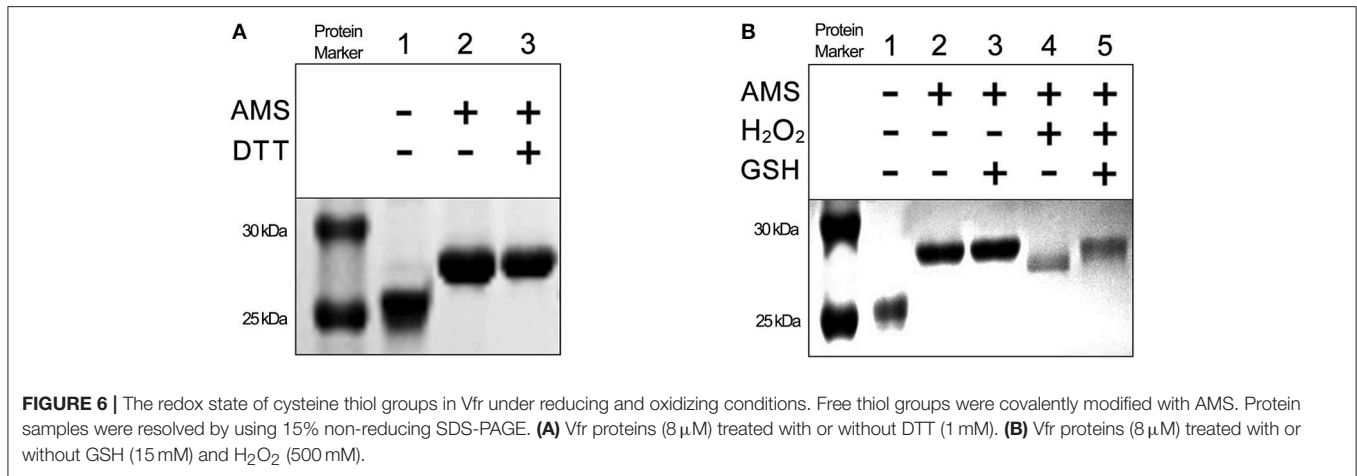 A
Protein
Marker
1 2 3
AMS - + +
DTT - - +
30 kDa
25 kDa
B
Protein
Marker
1 2 3 4 5
AMS - + + + +
H₂O₂ - - - + +
GSH - - + - +
30 kDa
25 kDa
FIGURE 6 | The redox state of cysteine thiol groups in Vfr under reducing and oxidizing conditions. Free thiol groups were covalently modified with AMS. Protein
samples were resolved by using 15% non-reducing SDS-PAGE. (A) Vfr proteins (8 μM) treated with or without DTT (1 mM). (B) Vfr proteins (8 μM) treated with or
without GSH (15 mM) and H₂O₂ (500 mM).